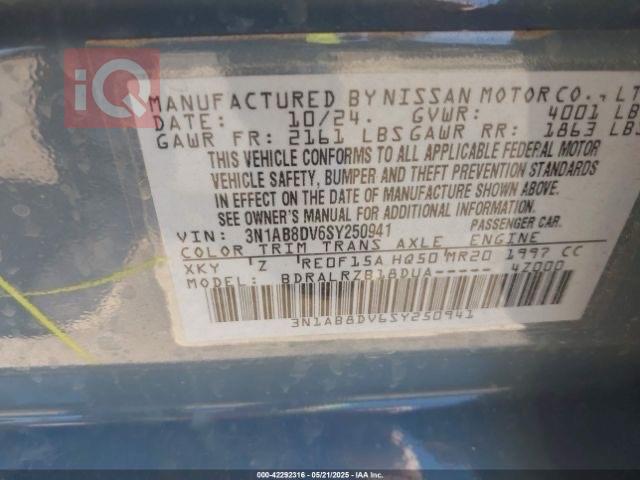 iQ
MANUFACTURED BY NISSAN MOTOR CO., LT
DATE: 10/24. GVWR: 4001 LB
GAWR FR: 2161 LBS GAWR RR: 1863 LBS
THIS VEHICLE CONFORMS TO ALL APPLICABLE FEDERAL MOTOR
VEHICLE SAFETY, BUMPER AND THEFT PREVENTION STANDARDS
IN EFFECT ON THE DATE OF MANUFACTURE SHOWN ABOVE.
SEE OWNER'S MANUAL FOR ADDITIONAL INFORMATION
VIN: 3N1AB8DV6SY250941 PASSENGER CAR.
COLOR TRIM TRANS AXLE ENGINE
XKY Z RE0F15A HQ50 MR20 1997 CC
MODEL: BDRALRZB18DUA----- 4Z000
3N1AB8DV6SY250941
000-42292316 - 05/21/2025 - IAA Inc.